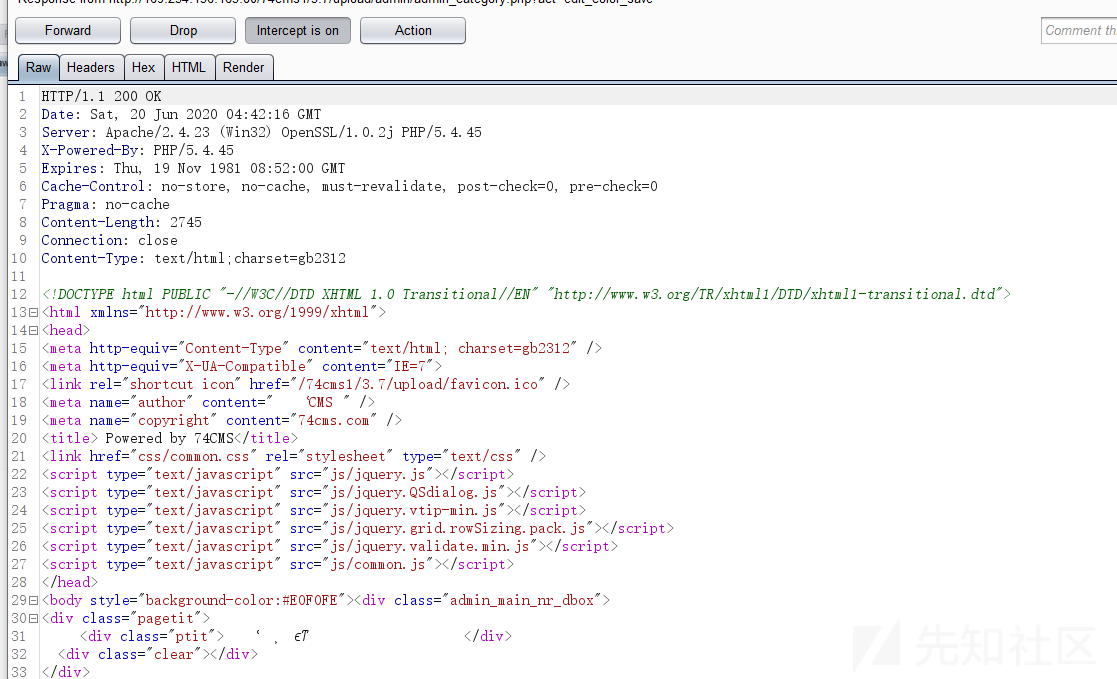 Forward Drop Intercept is on Action Comment th
Raw Headers Hex HTML Render
1 HTTP/1.1 200 OK
2 Date: Sat, 20 Jun 2020 04:42:16 GMT
3 Server: Apache/2.4.23 (Win32) OpenSSL/1.0.2j PHP/5.4.45
4 X-Powered-By: PHP/5.4.45
5 Expires: Thu, 19 Nov 1981 08:52:00 GMT
6 Cache-Control: no-store, no-cache, must-revalidate, post-check=0, pre-check=0
7 Pragma: no-cache
8 Content-Length: 2745
9 Connection: close
10 Content-Type: text/html;charset=gb2312
11
12 <!DOCTYPE html PUBLIC "-//W3C//DTD XHTML 1.0 Transitional//EN" "http://www.w3.org/TR/xhtml1/DTD/xhtml1-transitional.dtd">
13 <html xmlns="http://www.w3.org/1999/xhtml">
14 <head>
15 <meta http-equiv="Content-Type" content="text/html; charset=gb2312" />
16 <meta http-equiv="X-UA-Compatible" content="IE=7">
17 <link rel="shortcut icon" href="/74cms1/3.7/upload/favicon.ico" />
18 <meta name="author" content=" CMS " />
19 <meta name="copyright" content="74cms.com" />
20 <title> Powered by 74CMS</title>
21 <link href="css/common.css" rel="stylesheet" type="text/css" />
22 <script type="text/javascript" src="js/jquery.js"></script>
23 <script type="text/javascript" src="js/jquery.QSdialog.js"></script>
24 <script type="text/javascript" src="js/jquery.vtip-min.js"></script>
25 <script type="text/javascript" src="js/jquery.grid.rowSizing.pack.js"></script>
26 <script type="text/javascript" src="js/jquery.validate.min.js"></script>
27 <script type="text/javascript" src="js/common.js"></script>
28 </head>
29 <body style="background-color:#E0F0FE"><div class="admin_main_nr_dbox">
30 <div class="pagetit">
31 <div class="ptit"> </div>
32 <div class="clear"></div>
33 </div>
先知社区